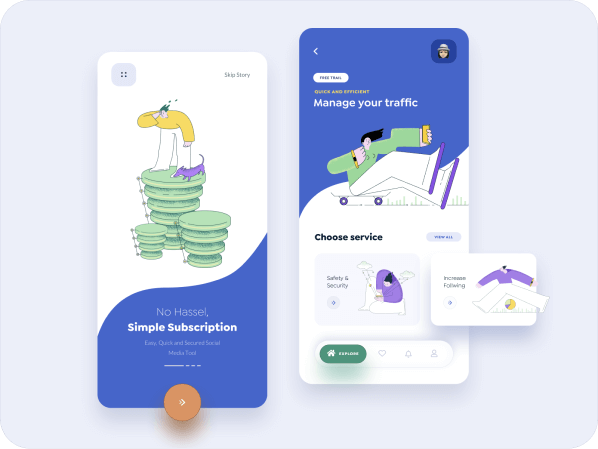 Skip Story
No Hassel,
Simple Subscription
Easy, Quick and Secured Social
Media Tool
FREE TRAIL
QUICK AND EFFICIENT
Manage your traffic
Choose service
VIEW ALL
Safety &
Security
Increase
Follwing
EXPLORE